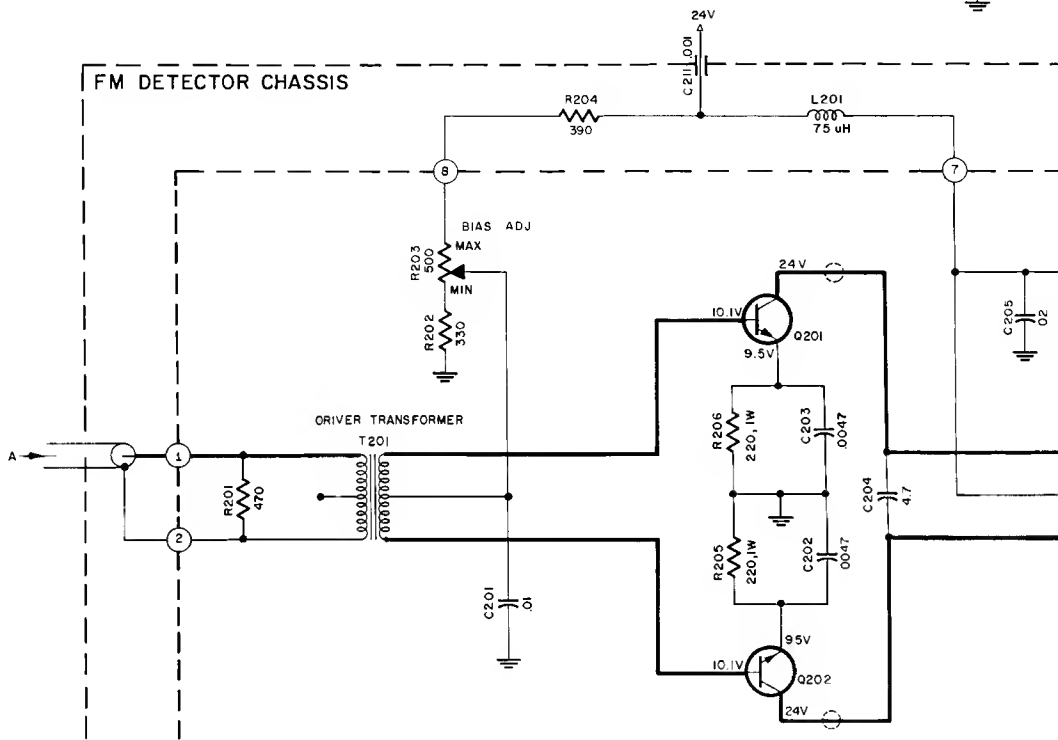 24V
C211 .001
FM DETECTOR CHASSIS
R204
390
L201
75 uH
8
7
BIAS ADJ
MAX
R203
500
MIN
R202
330
24V
10.1V
Q201
9.5V
C205
02
DRIVER TRANSFORMER
T201
R206
220, 1W
C203
.0047
A
1
R201
470
2
C204
4.7
R205
220,1W
C202
.0047
C201
.01
95V
10.1V
Q202
24V